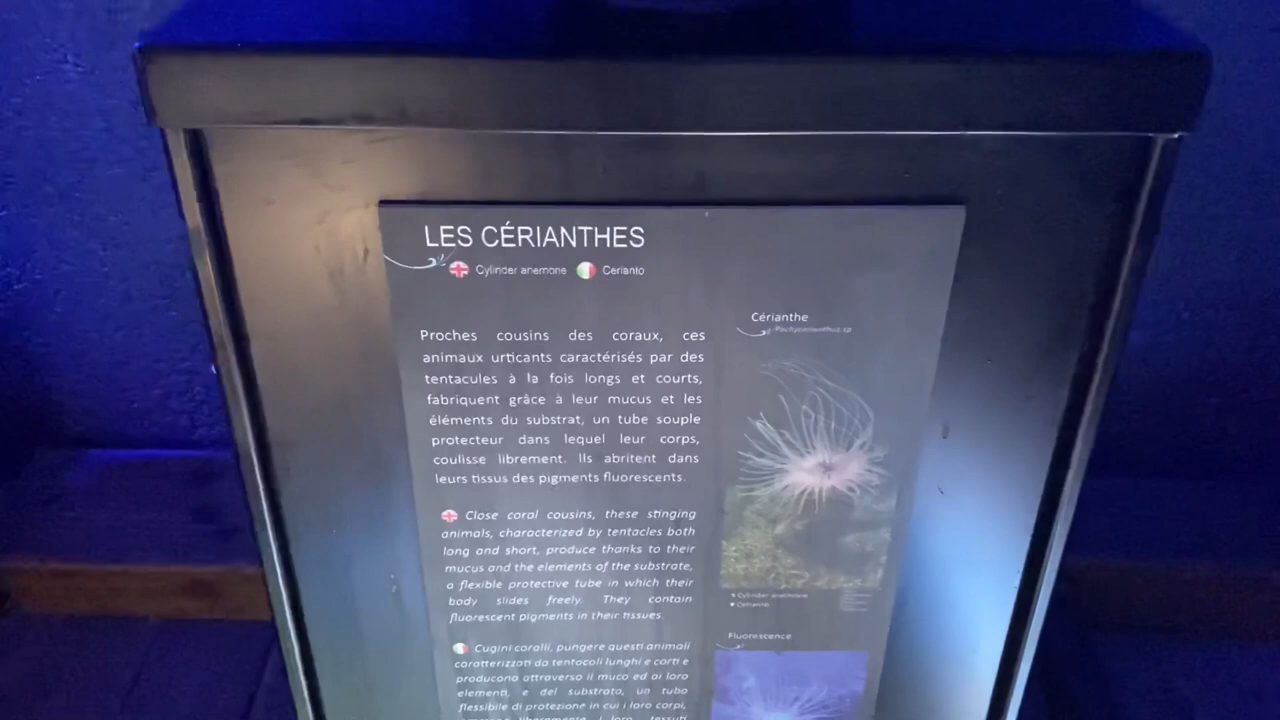 LES CÉRIANTHES
Cylinder anemone Cerianto
Proches cousins des coraux, ces
animaux urticants caractérisés par des
tentacules à la fois longs et courts,
fabriquent grâce à leur mucus et les
éléments du substrat, un tube souple
protecteur dans lequel leur corps,
coulisse librement. Ils abritent dans
leurs tissus des pigments fluorescents.
Close coral cousins, these stinging
animals, characterized by tentacles both
long and short, produce thanks to their
mucus and the elements of the substrate,
a flexible protective tube in which their
body slides freely. They contain
fluorescent pigments in their tissues.
Cugini coralli, pungere questi animali
caratterizzati da tentacoli lunghi e corti e
producono attraverso il muco ed ai loro
elementi, e del substrato, un tubo
flessibile di protezione in cui i loro corpi,
liberamente. I loro tessuti
Cérianthe
Cylinder anemone
Cerianto
Fluorescence